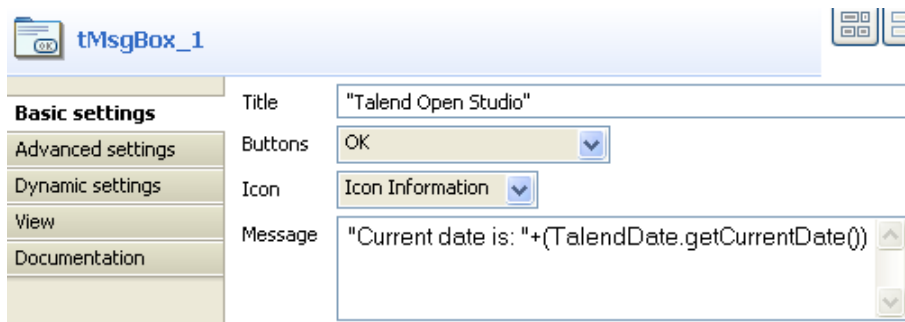 OK
tMsgBox_1
Basic settings
Advanced settings
Dynamic settings
View
Documentation
Title
"Talend Open Studio"
Buttons
OK
Icon
Icon Information
Message
"Current date is: "+(TalendDate.getCurrentDate())